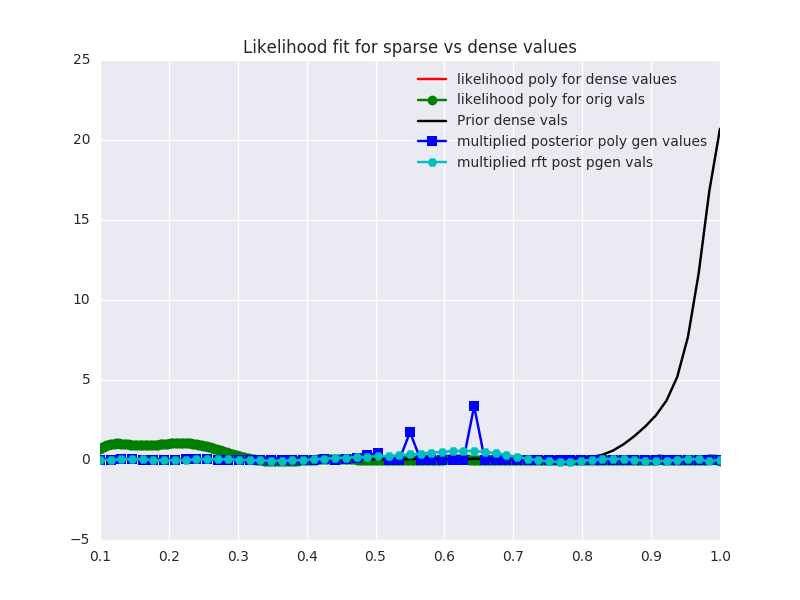 Likelihood fit for sparse vs dense values
25
20
15
10
5
0
−5
likelihood poly for dense values
likelihood poly for orig vals
Prior dense vals
multiplied posterior poly gen values
multiplied rft post pgen vals
0.1 0.2 0.3 0.4 0.5 0.6 0.7 0.8 0.9 1.0